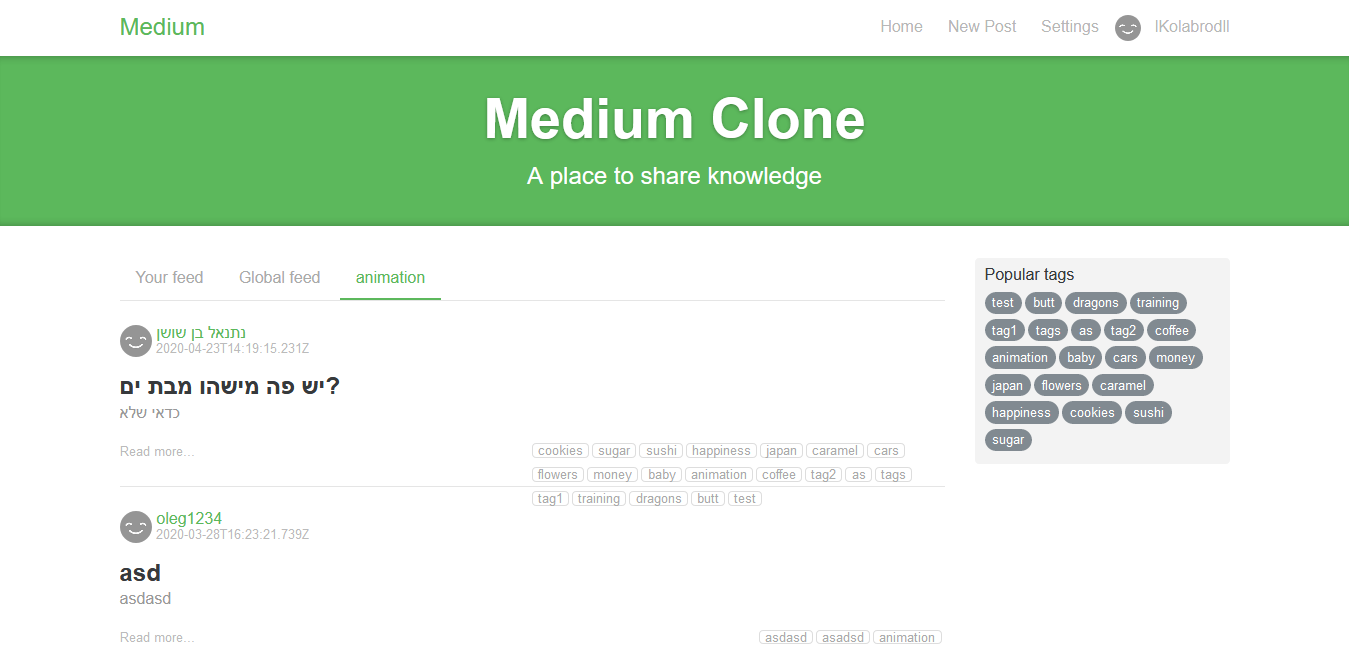 Medium
Home New Post Settings lKolabrodll
Medium Clone
A place to share knowledge
Your feed Global feed animation
נתנאל בן שושן
2020-04-23T14:19:15.231Z
יש פה מישהו מבת ים?
כדאי שלא
Read more...
cookies sugar sushi happiness japan caramel cars
flowers money baby animation coffee tag2 as tags
tag1 training dragons butt test
oleg1234
2020-03-28T16:23:21.739Z
asd
asdasd
Read more...
asdasd asadsd animation
Popular tags
test butt dragons training
tag1 tags as tag2 coffee
animation baby cars money
japan flowers caramel
happiness cookies sushi
sugar